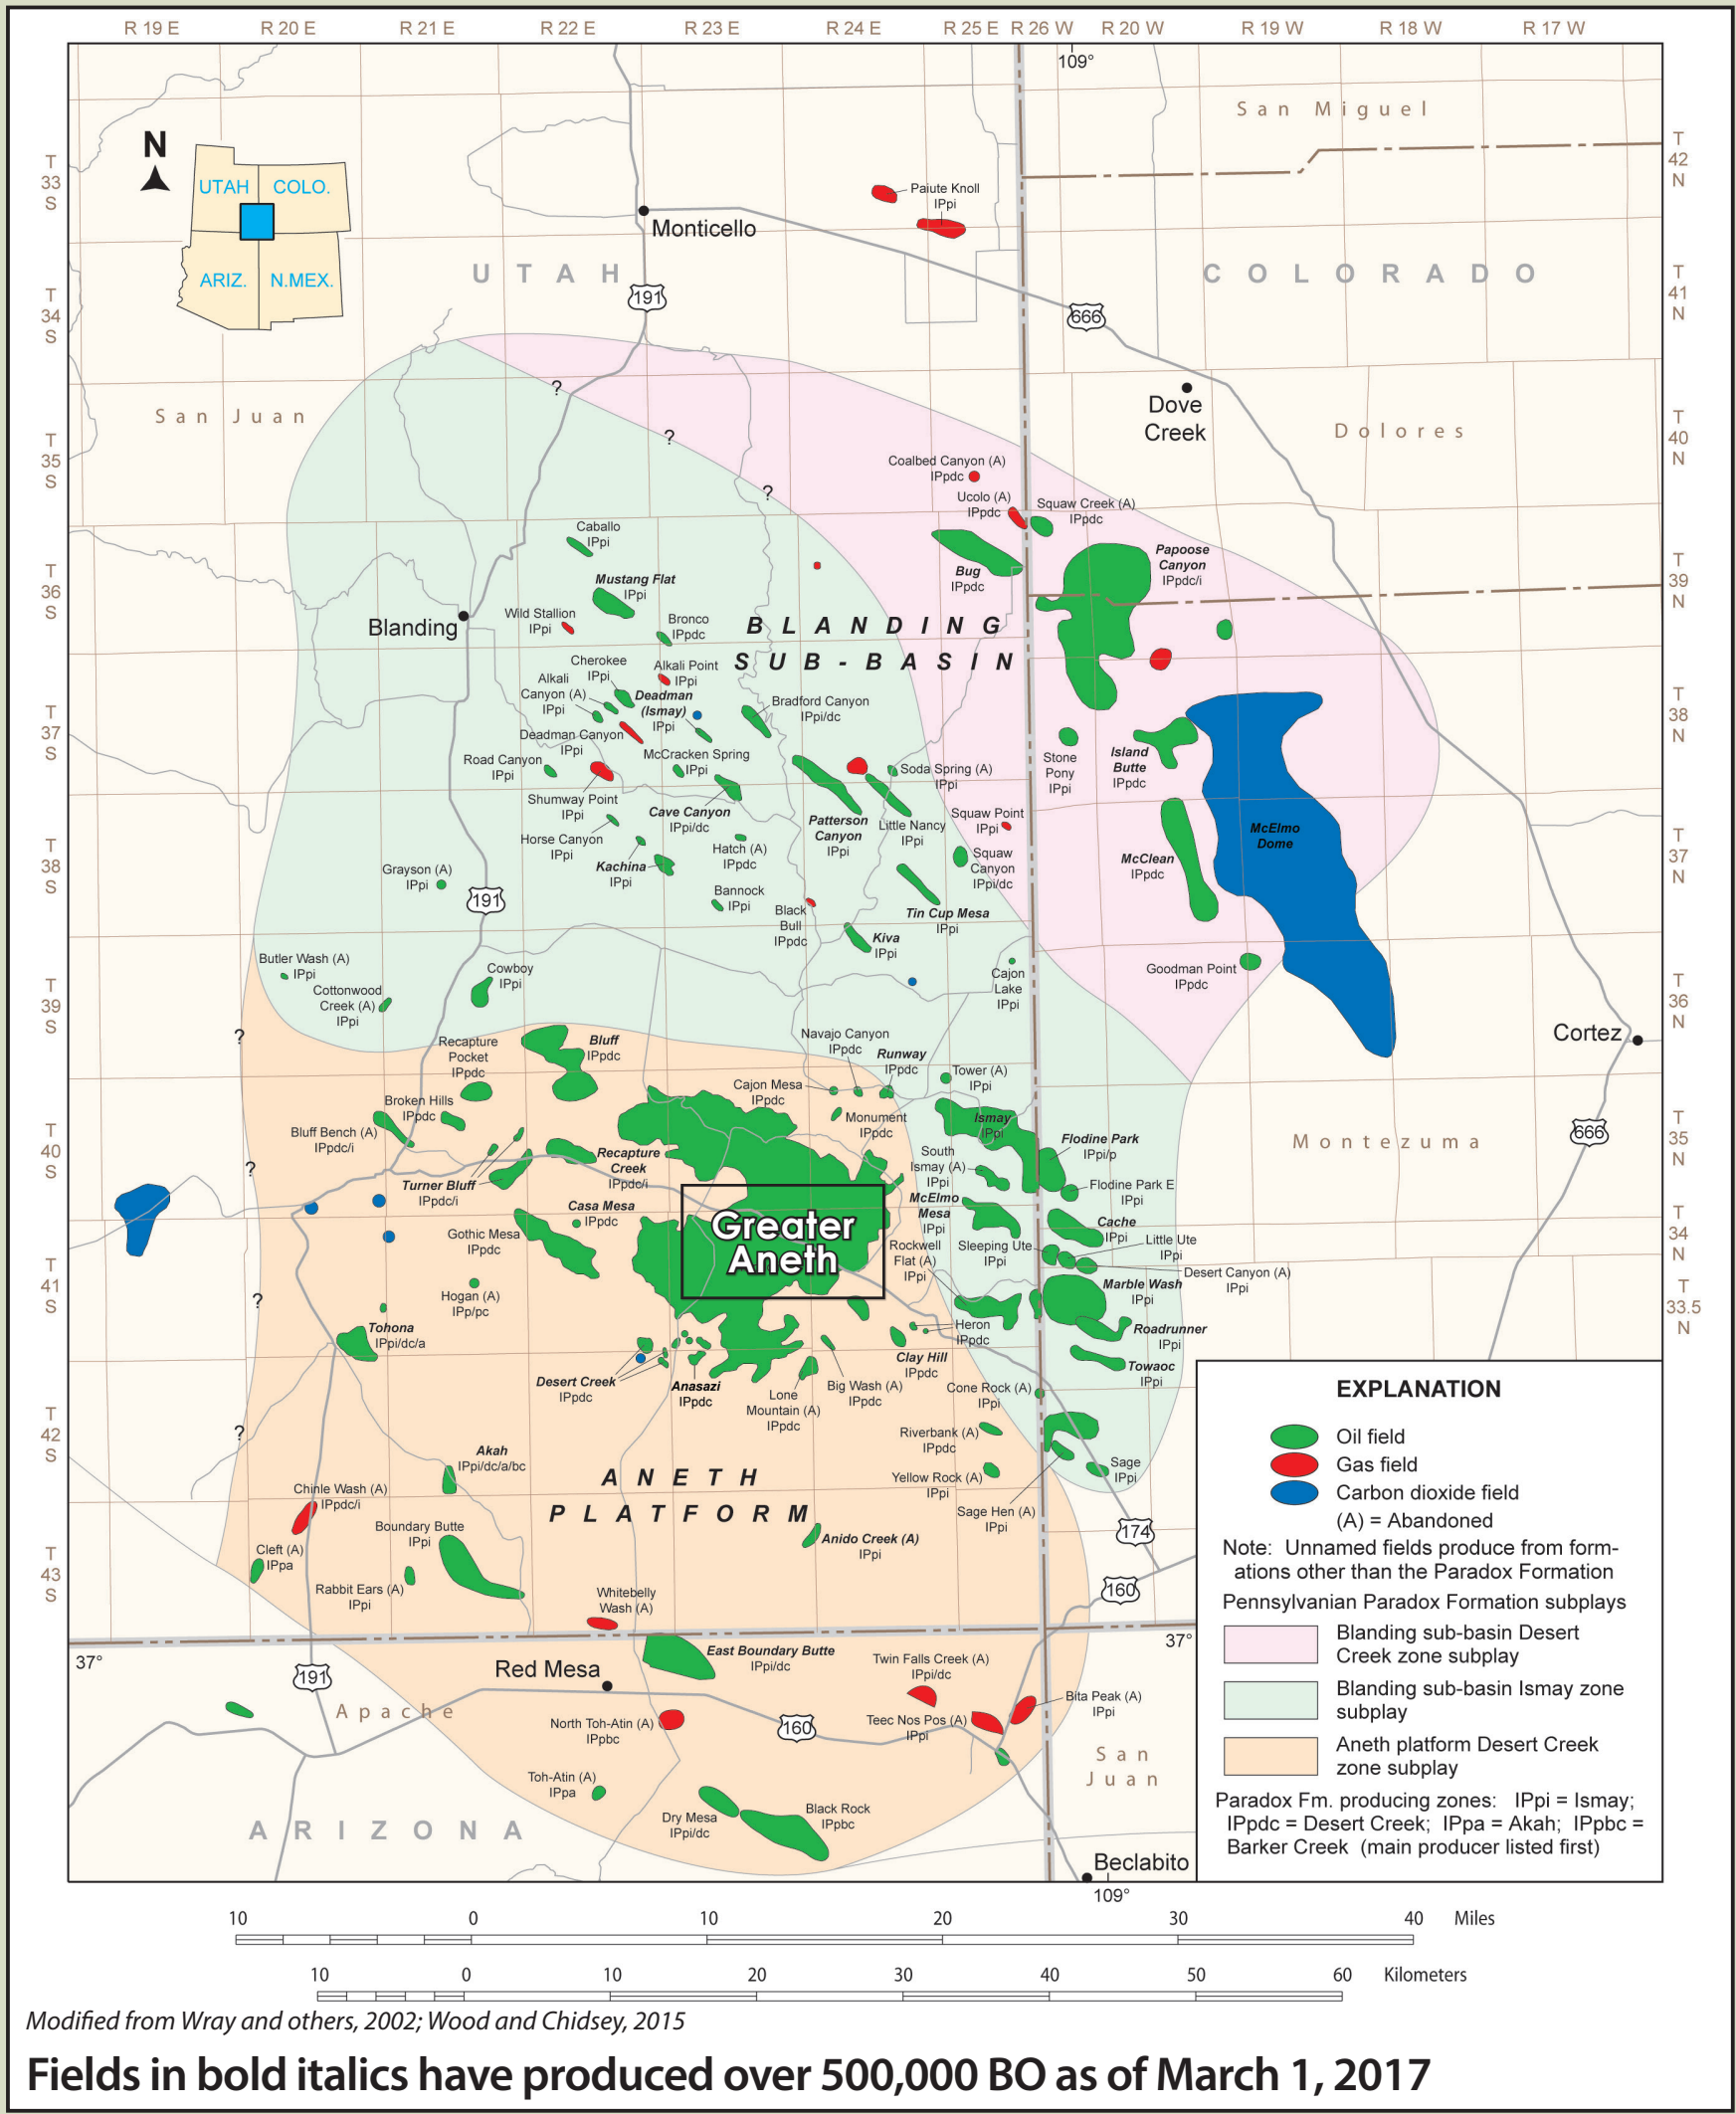 R 19 E
R 20 E
R 21 E
R 22 E
R 23 E
R 24 E
R 25 E
R 26 W
R 20 W
R 19 W
R 18 W
R 17 W
109°
San Miguel
T
33
S
T
42
N
N
UTAH
COLO.
ARIZ.
N.MEX.
Paiute Knoll
IPpi
Monticello
UTAH
COLORADO
191
666
T
34
S
T
41
N
San Juan
?
?
?
Dove
Creek
Dolores
T
35
S
T
40
N
Coalbed Canyon (A)
IPpdc
Ucolo (A)
IPpdc
Squaw Creek (A)
IPpdc
Caballo
IPpi
Bug
IPpdc
Papoose
Canyon
IPpdc/i
T
36
S
T
39
N
Mustang Flat
IPpi
Wild Stallion
IPpi
Bronco
IPpdc
Blanding
BLANDING
SUB-BASIN
Cherokee
IPpi
Alkali Point
IPpi
Alkali
Canyon (A)
IPpi
Deadman
(Ismay)
IPpi
Bradford Canyon
IPpi/dc
Deadman Canyon
IPpi
T
37
S
T
38
N
Road Canyon
IPpi
McCracken Spring
IPpi
Soda Spring (A)
IPpi
Stone
Pony
IPpi
Island
Butte
IPpdc
Shumway Point
IPpi
Cave Canyon
IPpi/dc
Patterson
Canyon
IPpi
Little Nancy
IPpi
Squaw Point
IPpi
McElmo
Dome
Horse Canyon
IPpi
Hatch (A)
IPpdc
Squaw
Canyon
IPpi/dc
McClean
IPpdc
T
38
S
T
37
N
Grayson (A)
IPpi
Kachina
IPpi
191
Bannock
IPpi
Black
Bull
IPpdc
Tin Cup Mesa
IPpi
Kiva
IPpi
Butler Wash (A)
IPpi
Cottonwood
Creek (A)
IPpi
Cowboy
IPpi
Cajon
Lake
IPpi
Goodman Point
IPpdc
T
39
S
T
36
N
?
Cortez
Recapture
Pocket
IPpdc
Bluff
IPpdc
Navajo Canyon
IPpdc
Runway
IPpdc
Tower (A)
IPpi
Cajon Mesa
IPpdc
Broken Hills
IPpdc
Monument
IPpdc
Ismay
IPpi
Bluff Bench (A)
IPpdc/i
Flodine Park
IPpi/p
666
Montezuma
T
40
S
T
35
N
?
Recapture
Creek
IPpdc/i
South
Ismay (A)
IPpi
Turner Bluff
IPpdc/i
Flodine Park E
IPpi
Casa Mesa
IPpdc
McElmo
Mesa
IPpi
Cache
IPpi
Greater
Aneth
Gothic Mesa
IPpdc
Rockwell
Flat (A)
IPpi
Sleeping Ute
IPpi
Little Ute
IPpi
T
34
N
Desert Canyon (A)
IPpi
T
41
S
T
33.5
N
?
Hogan (A)
IPp/pc
Marble Wash
IPpi
Tohona
IPpi/dc/a
Heron
IPpdc
Roadrunner
IPpi
Clay Hill
IPpdc
Towaoc
IPpi
Desert Creek
IPpdc
Anasazi
IPpdc
Lone
Mountain (A)
IPpdc
Big Wash (A)
IPpdc
Cone Rock (A)
IPpi
T
42
S
?
Riverbank (A)
IPpdc
Akah
IPpi/dc/a/bc
Yellow Rock (A)
IPpi
Sage
IPpi
ANETH
PLATFORM
Chinle Wash (A)
IPpdc/i
Sage Hen (A)
IPpi
Boundary Butte
IPpi
Anido Creek (A)
IPpi
174
T
43
S
Cleft (A)
IPpa
Rabbit Ears (A)
IPpi
160
Whitebelly
Wash (A)
37°
37°
East Boundary Butte
IPpi/dc
Red Mesa
191
Twin Falls Creek (A)
IPpi/dc
Bita Peak (A)
IPpi
Apache
North Toh-Atin (A)
IPpbc
160
Teec Nos Pos (A)
IPpi
San
Juan
Toh-Atin (A)
IPpa
Dry Mesa
IPpi/dc
Black Rock
IPpbc
ARIZONA
Beclabito
109°
EXPLANATION
Oil field
Gas field
Carbon dioxide field
(A) = Abandoned
Note: Unnamed fields produce from form-
ations other than the Paradox Formation
Pennsylvanian Paradox Formation subplays
Blanding sub-basin Desert
Creek zone subplay
Blanding sub-basin Ismay zone
subplay
Aneth platform Desert Creek
zone subplay
Paradox Fm. producing zones: IPpi = Ismay;
IPpdc = Desert Creek; IPpa = Akah; IPpbc =
Barker Creek (main producer listed first)
10 0 10 20 30 40 Miles
10 0 10 20 30 40 50 60 Kilometers
Modified from Wray and others, 2002; Wood and Chidsey, 2015
Fields in bold italics have produced over 500,000 BO as of March 1, 2017